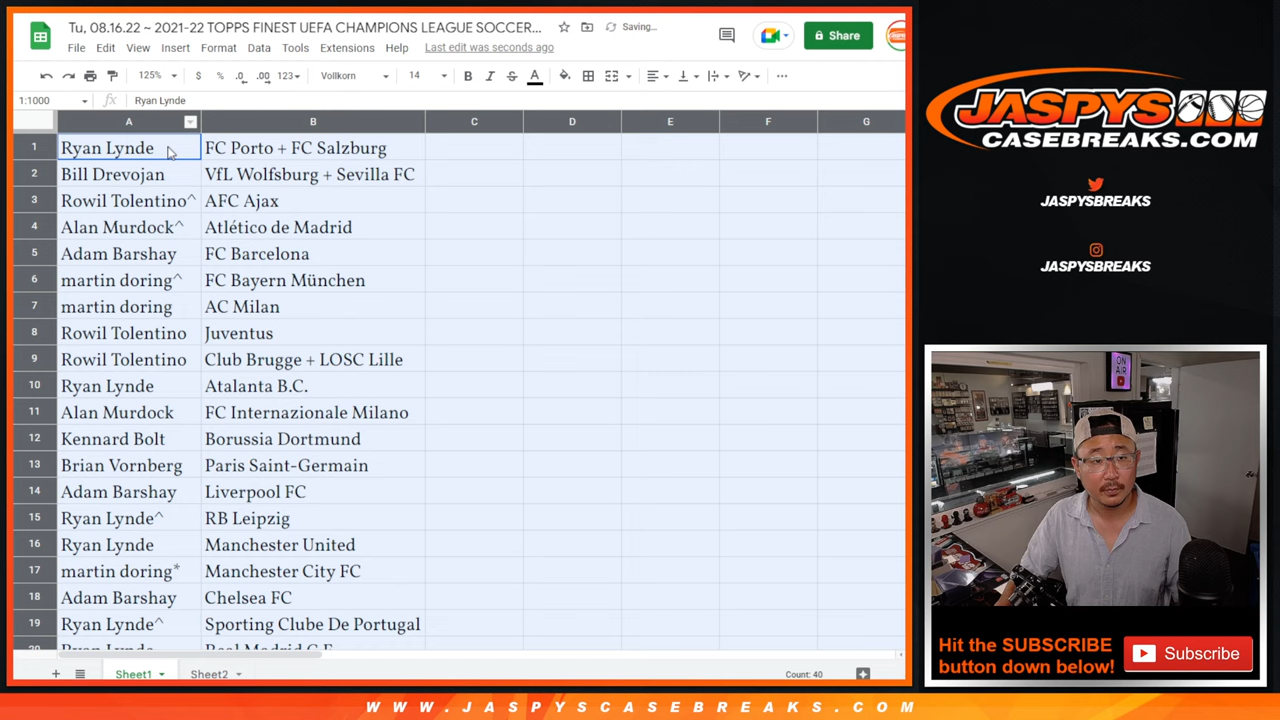 Tu, 08.16.22 ~ 2021-22 TOPPS FINEST UEFA CHAMPIONS LEAGUE SOCCER... Saving...
File Edit View Insert Format Data Tools Extensions Help Last edit was seconds ago
Share
125% $ % .0 .00 123 Vollkorn 14 B I S A
1:1000 fx Ryan Lynde
A B C D E F G
1 Ryan Lynde FC Porto + FC Salzburg
2 Bill Drevojan VfL Wolfsburg + Sevilla FC
3 Rowil Tolentino^ AFC Ajax
4 Alan Murdock^ Atlético de Madrid
5 Adam Barshay FC Barcelona
6 martin doring^ FC Bayern München
7 martin doring AC Milan
8 Rowil Tolentino Juventus
9 Rowil Tolentino Club Brugge + LOSC Lille
10 Ryan Lynde Atalanta B.C.
11 Alan Murdock FC Internazionale Milano
12 Kennard Bolt Borussia Dortmund
13 Brian Vornberg Paris Saint-Germain
14 Adam Barshay Liverpool FC
15 Ryan Lynde^ RB Leipzig
16 Ryan Lynde Manchester United
17 martin doring* Manchester City FC
18 Adam Barshay Chelsea FC
19 Ryan Lynde^ Sporting Clube De Portugal
20 Ryan Lynde Real Madrid C.F.
Sheet1 Sheet2 Count: 40
JASPYS
CASEBREAKS.COM
JASPYSBREAKS
JASPYSBREAKS
ON
AIR
Hit the SUBSCRIBE
button down below!
Subscribe
WWW.JASPYSCASEBREAKS.COM